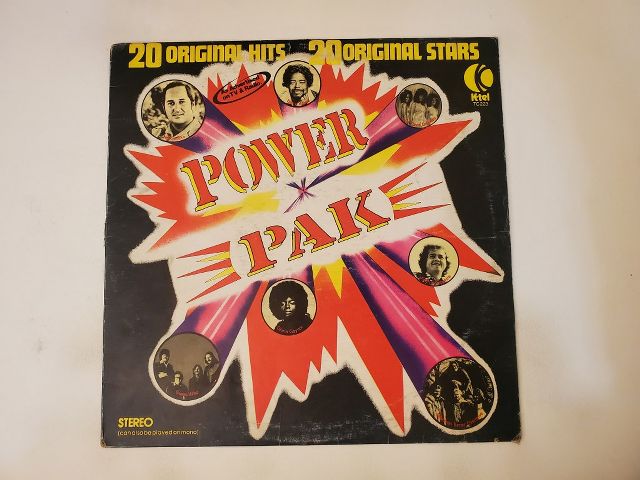 20 ORIGINAL HITS 20 ORIGINAL STARS
As Advertised
on T.V. & Radio
K-tel
TC223
POWER
PAK
STEREO
(can also be played on mono)